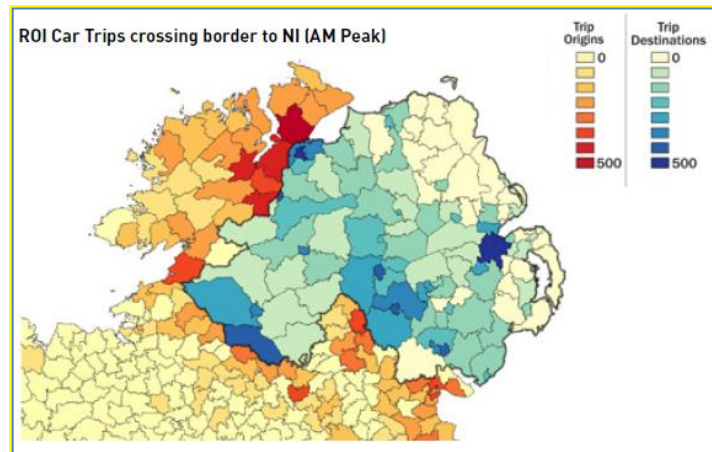 ROI Car Trips crossing border to NI (AM Peak)
Trip Origins
0
500
Trip Destinations
0
500